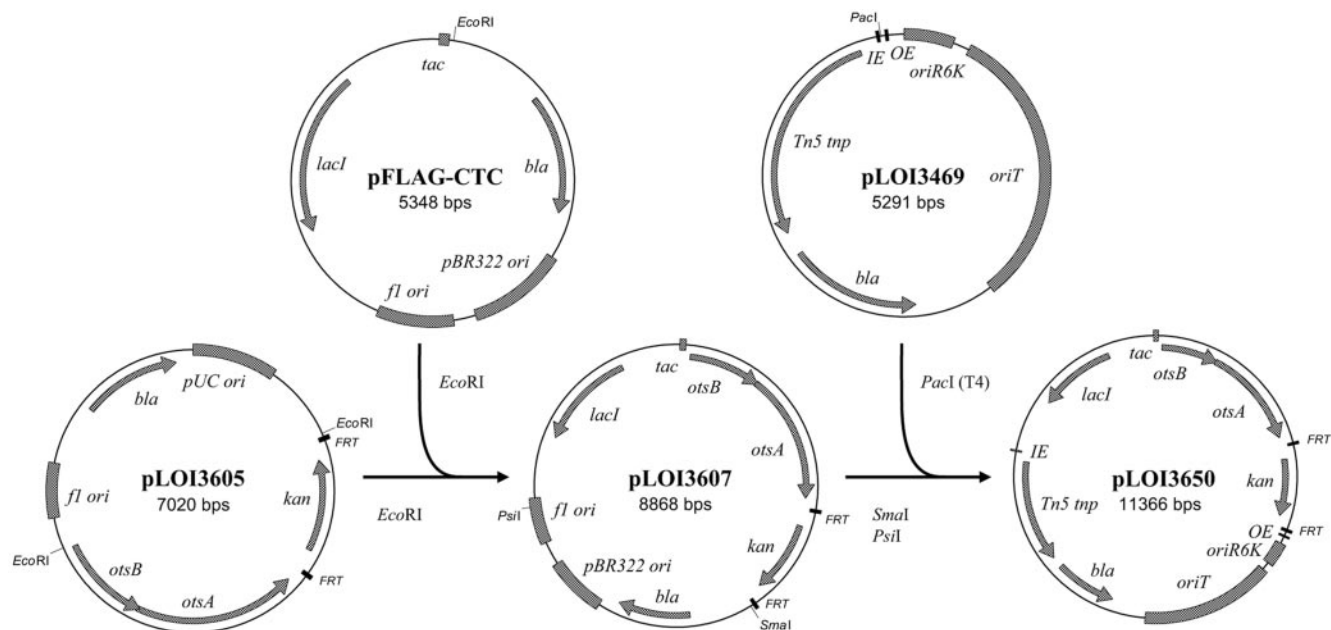 EcoRI
tac
lacI
bla
pFLAG-CTC
5348 bps
pBR322 ori
f1 ori
PacI
IE
OE
oriR6K
Tn5 tnp
oriT
pLOI3469
5291 bps
bla
pUC ori
bla
EcoRI
FRT
pLOI3605
7020 bps
f1 ori
kan
EcoRI
otsB
otsA
FRT
EcoRI
EcoRI
tac
otsB
lacI
otsA
pLOI3607
8868 bps
PsiI
f1 ori
FRT
kan
pBR322 ori
bla
FRT
SmaI
PacI (T4)
SmaI
PsiI
tac
otsB
lacI
otsA
FRT
IE
pLOI3650
11366 bps
kan
Tn5 tnp
OE
FRT
oriR6K
bla
oriT